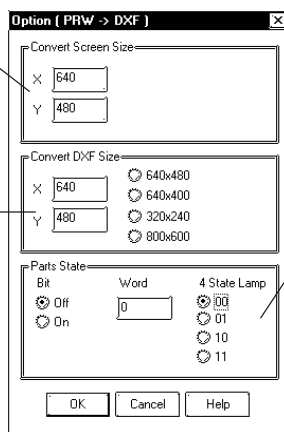 Option ( PRW -> DXF )
Convert Screen Size
X 640
Y 480
Convert DXF Size
X 640
Y 480
640x480
640x400
320x240
800x600
Parts State
Bit
Off
On
Word
0
4 State Lamp
00
01
10
11
OK Cancel Help